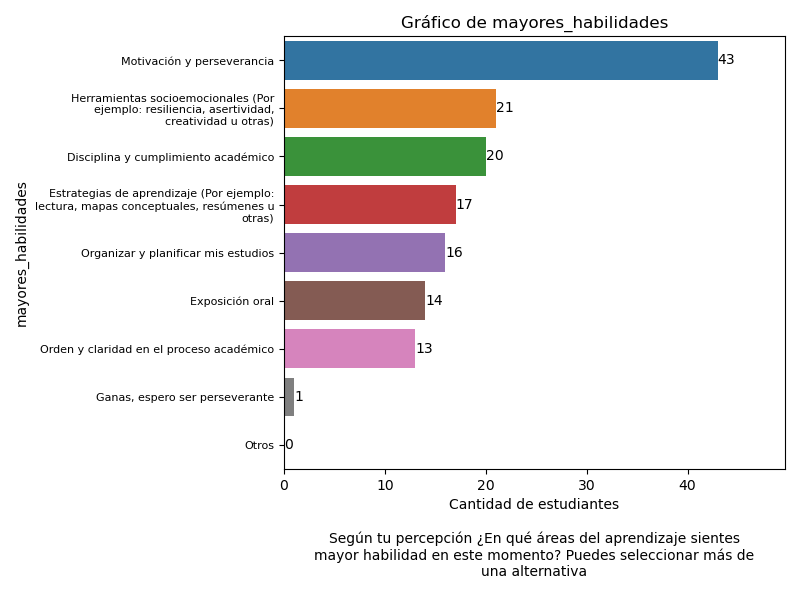 Gráfico de mayores_habilidades
mayores_habilidades
Motivación y perseverancia
43
Herramientas socioemocionales (Por
ejemplo: resiliencia, asertividad,
creatividad u otras)
21
Disciplina y cumplimiento académico
20
Estrategias de aprendizaje (Por ejemplo:
lectura, mapas conceptuales, resúmenes u
otras)
17
Organizar y planificar mis estudios
16
Exposición oral
14
Orden y claridad en el proceso académico
13
Ganas, espero ser perseverante
1
Otros
0
0 10 20 30 40
Cantidad de estudiantes
Según tu percepción ¿En qué áreas del aprendizaje sientes
mayor habilidad en este momento? Puedes seleccionar más de
una alternativa